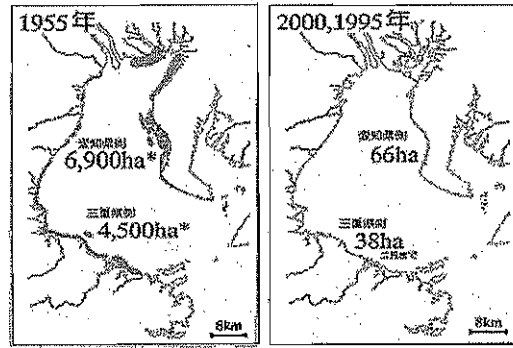 1955年
愛知県側
6,900ha*
三重県側
4,500ha*
8km
2000,1995年
愛知県側
66ha
三重県側
38ha
8km